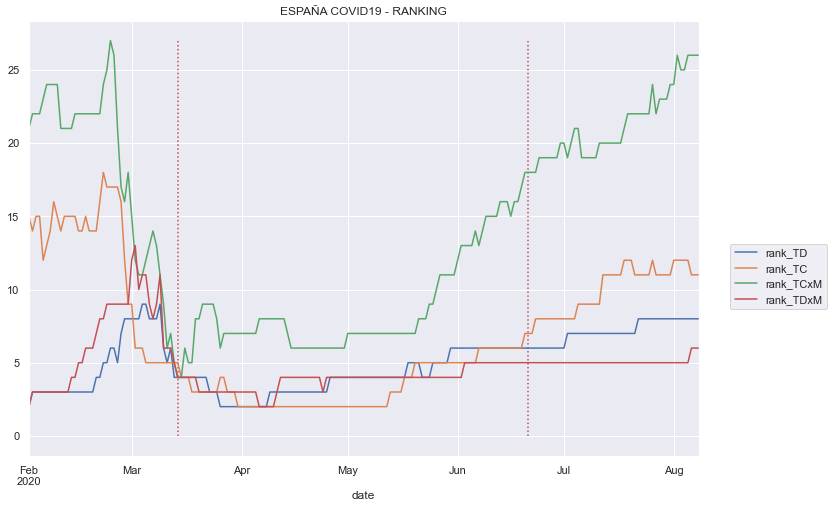 ESPAÑA COVID19 - RANKING
25
20
15
10
5
0
Feb
2020
Mar
Apr
May
Jun
Jul
Aug
date
rank_TD
rank_TC
rank_TCxM
rank_TDxM